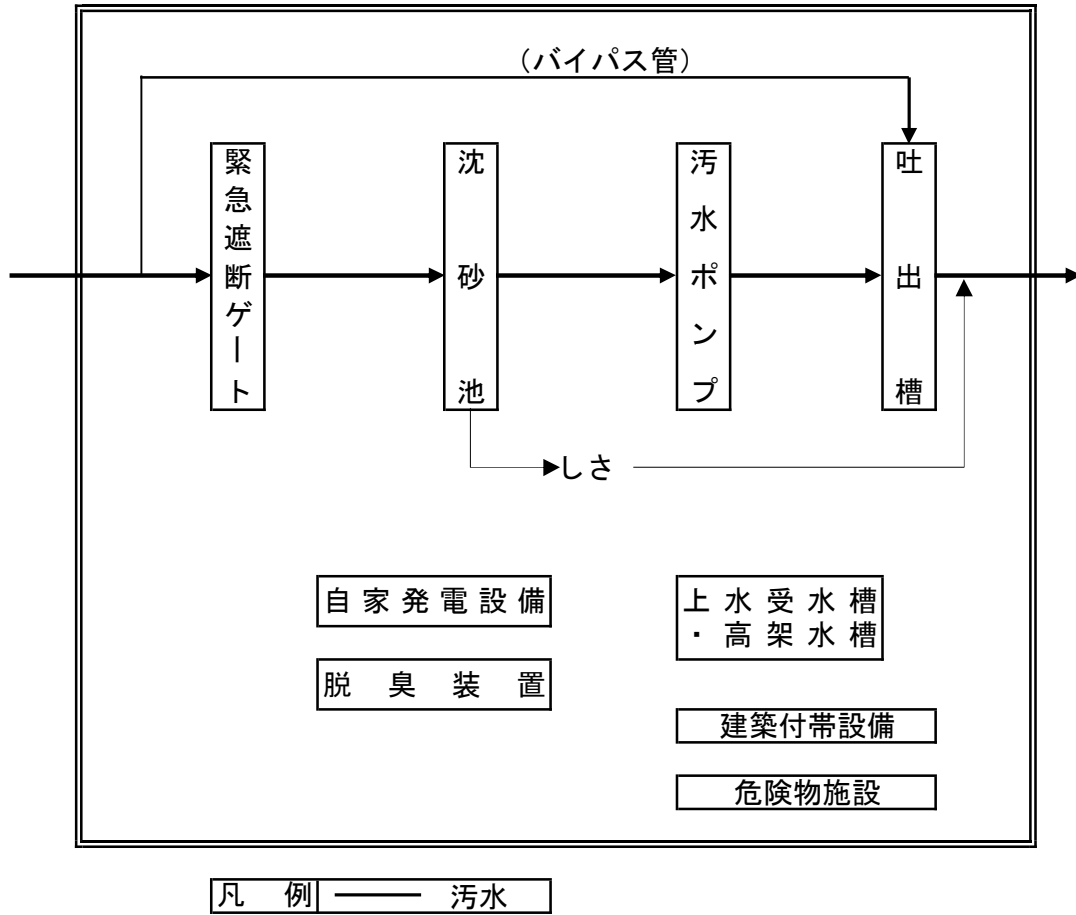 （バイパス管）
緊急遮断ゲート
沈砂池
汚水ポンプ
吐出槽
しさ
自家発電設備
上水受水槽
・高架水槽
脱臭装置
建築付帯設備
危険物施設
凡例 汚水